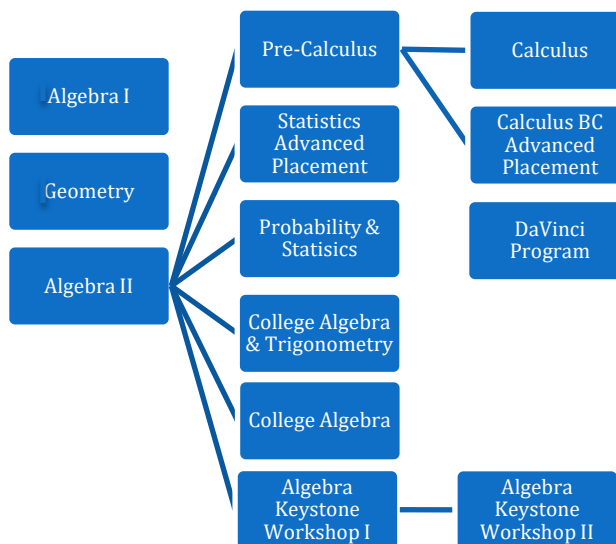 Algebra I
Geometry
Algebra II
Pre-Calculus
Statistics
Advanced
Placement
Probability &
Statisics
College Algebra
& Trigonometry
College Algebra
Algebra
Keystone
Workshop I
Calculus
Calculus BC
Advanced
Placement
DaVinci
Program
Algebra
Keystone
Workshop II